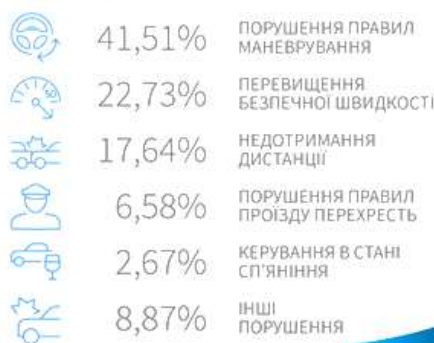 41,51% ПОРУШЕННЯ ПРАВИЛ
МАНЕВРУВАННЯ
22,73% ПЕРЕВИЩЕННЯ
БЕЗПЕЧНОЇ ШВИДКОСТІ
17,64% НЕДОТРИМАННЯ
ДИСТАНЦІЇ
6,58% ПОРУШЕННЯ ПРАВИЛ
ПРОЇЗДУ ПЕРЕХРЕСТЬ
2,67% КЕРУВАННЯ В СТАНІ
СП'ЯНІННЯ
8,87% ІНШІ
ПОРУШЕННЯ